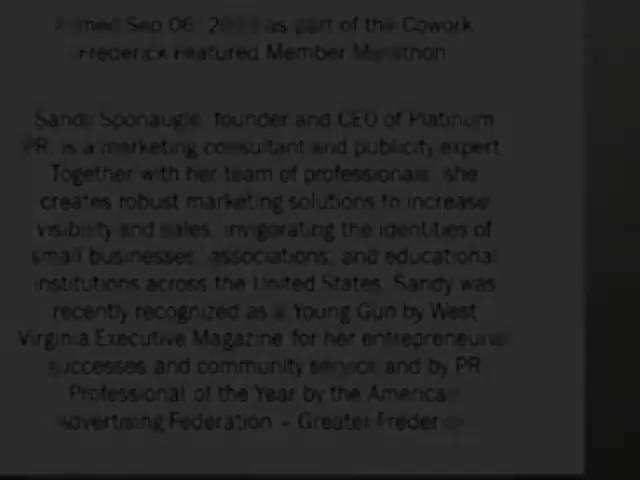 Filmed Sep 06, as part of the Cowork
Frederick Featured Member Marathon
Sandy Sponaugle, founder and CEO of Platinum
PR, is a marketing consultant and publicity expert.
Together with her team of professionals, she
creates robust marketing solutions to increase
visibility and sales, invigorating the identities of
small businesses, associations, and educational
institutions across the United States. Sandy was
recently recognized as a Young Gun by West
Virginia Executive Magazine for her entrepreneurial
successes and community service and by PR
Professional of the Year by the American
Advertising Federation – Greater Frederick.